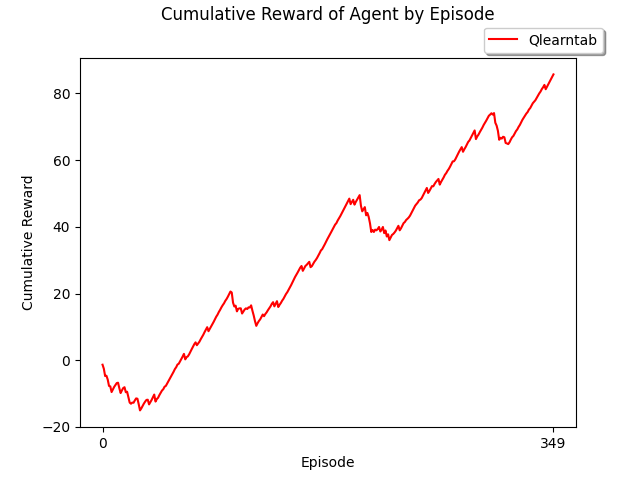 Cumulative Reward of Agent by Episode
Qlearntab
80
60
40
20
0
−20
Cumulative Reward
0
349
Episode